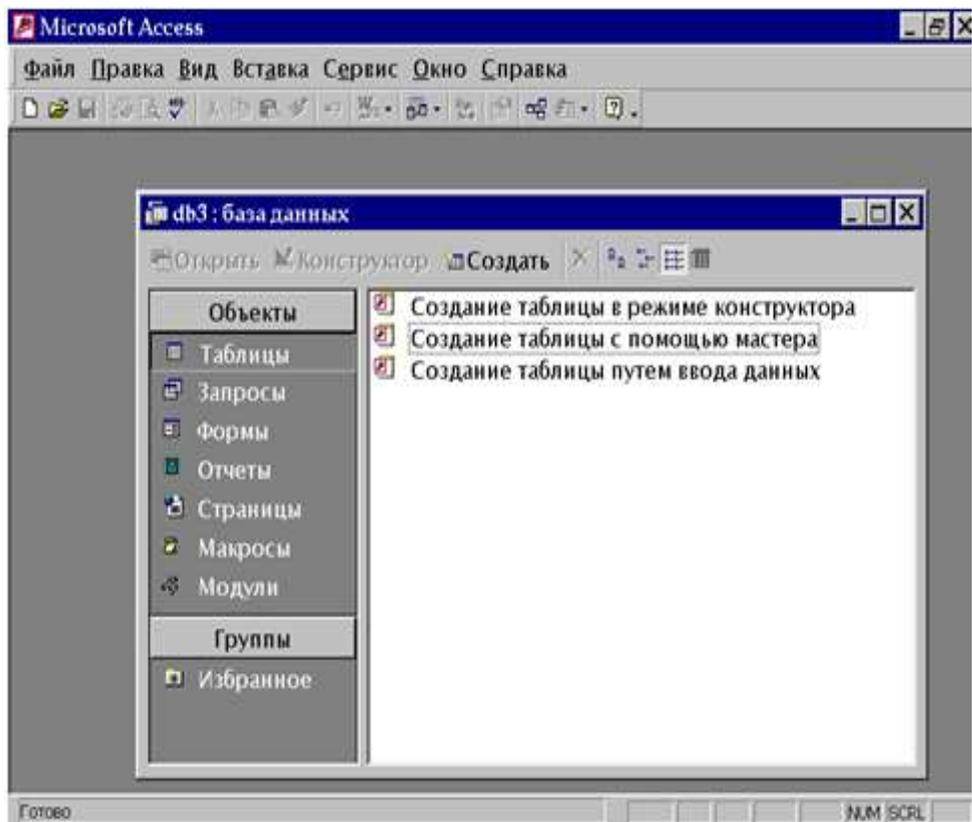 Microsoft Access
Файл Правка Вид Вставка Сервис Окно Справка
db3 : база данных
Открыть Конструктор Создать
Объекты
Таблицы
Запросы
Формы
Отчеты
Страницы
Макросы
Модули
Группы
Избранное
Создание таблицы в режиме конструктора
Создание таблицы с помощью мастера
Создание таблицы путем ввода данных
Готово
NUM SCRL